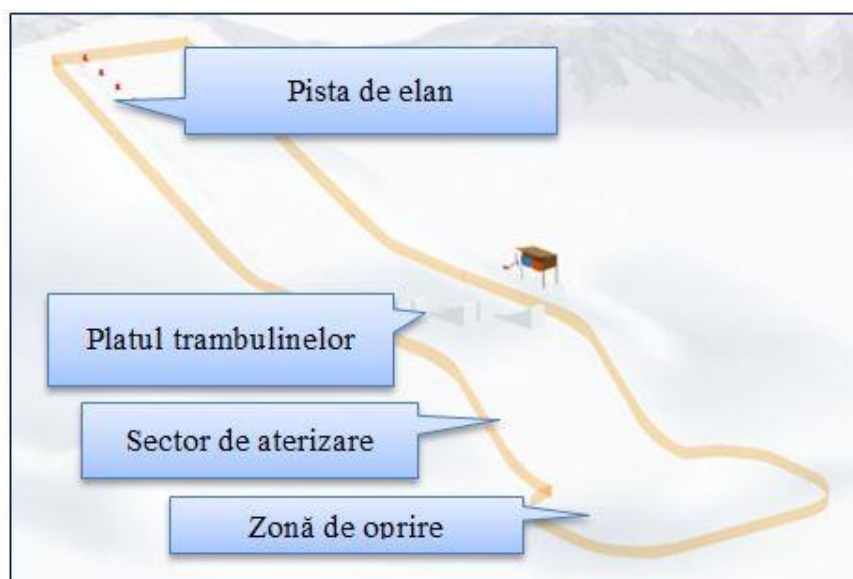 Pista de elan
Platul trambulinelor
Sector de aterizare
Zonă de oprire